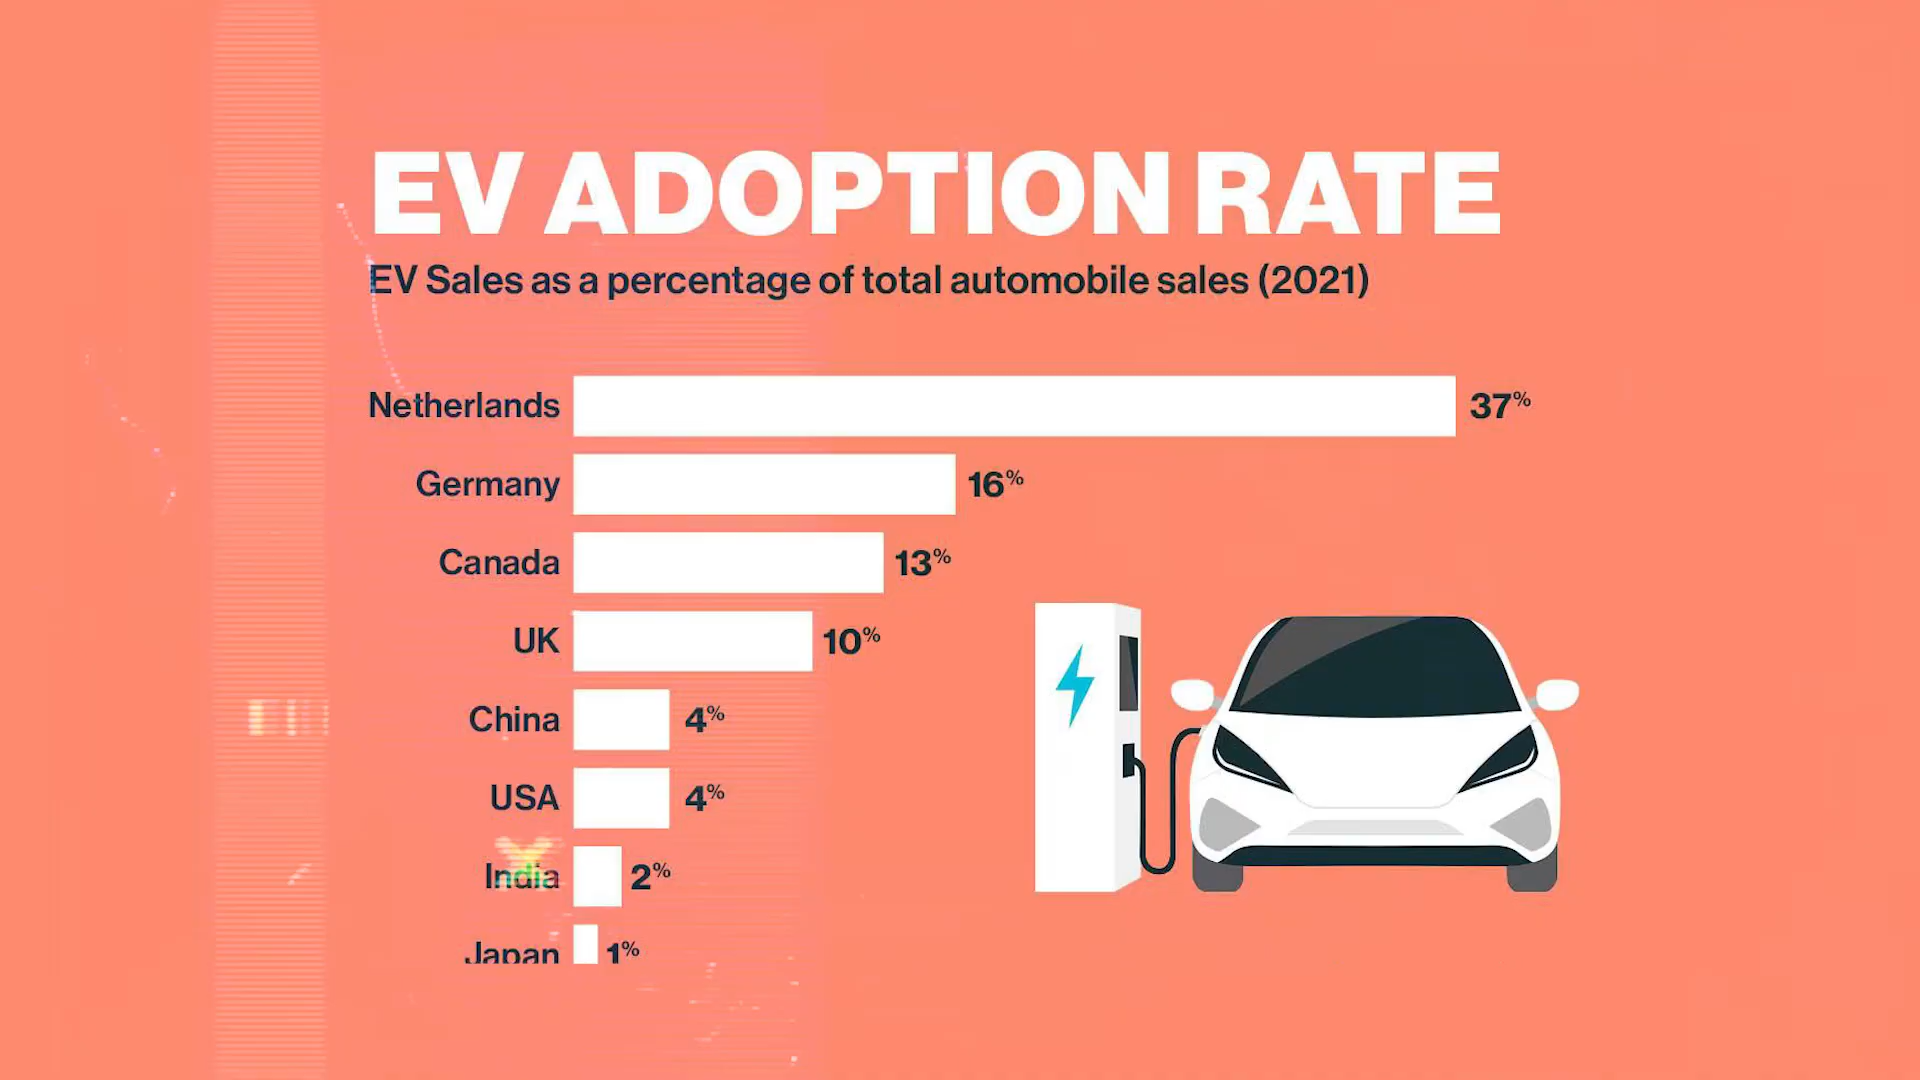 EV ADOPTION RATE
EV Sales as a percentage of total automobile sales (2021)
Netherlands 37%
Germany 16%
Canada 13%
UK 10%
China 4%
USA 4%
India 2%
Japan 1%